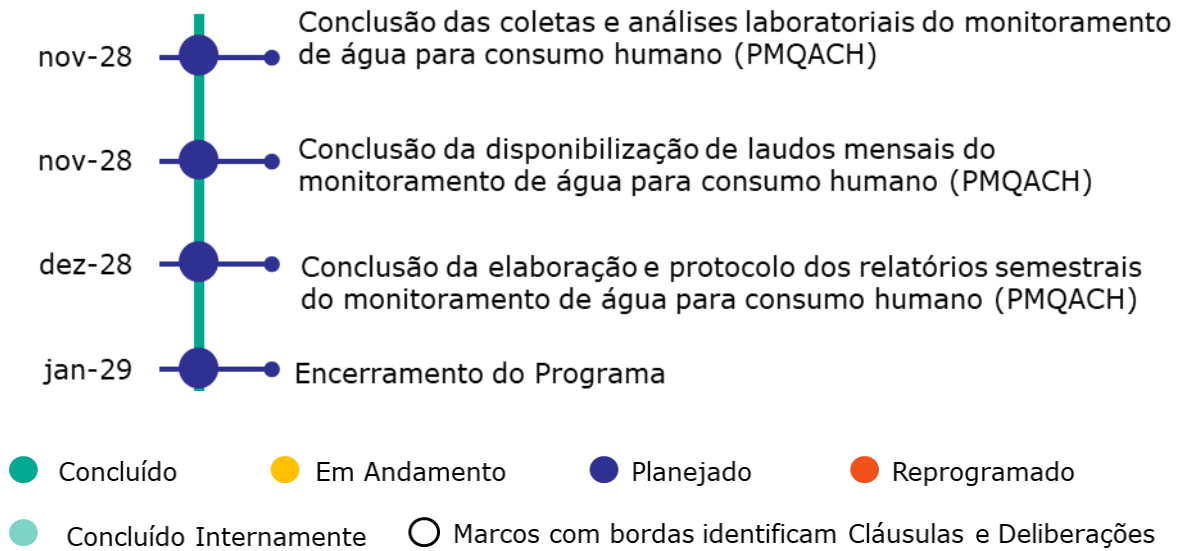 Conclusão das coletas e análises laboratoriais do monitoramento
nov-28 de água para consumo humano (PMQACH)
nov-28 Conclusão da disponibilização de laudos mensais do
monitoramento de água para consumo humano (PMQACH)
dez-28 Conclusão da elaboração e protocolo dos relatórios semestrais
do monitoramento de água para consumo humano (PMQACH)
jan-29 Encerramento do Programa
Concluído Em Andamento Planejado Reprogramado
Concluído Internamente Marcos com bordas identificam Cláusulas e Deliberações